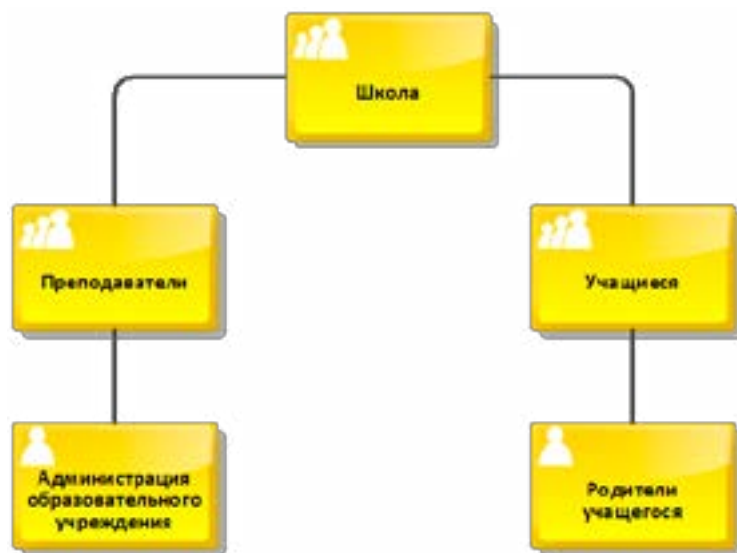 Школа
Преподаватели
Учащиеся
Администрация
образовательного
учреждения
Родители
учащегося